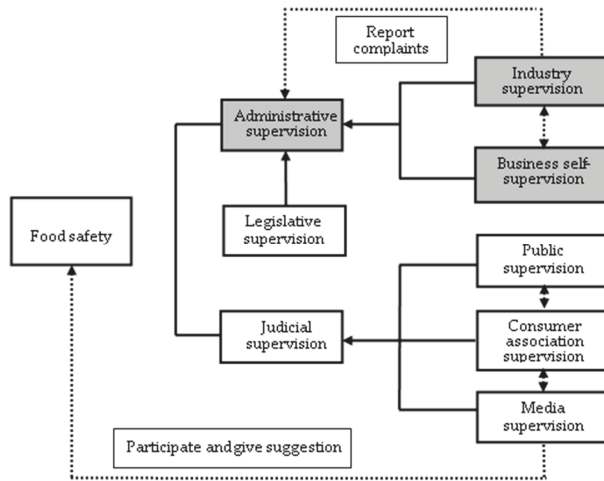 Report
complaints
Industry
supervision
Administrative
supervision
Business self-
supervision
Legislative
supervision
Food safety
Public
supervision
Judicial
supervision
Consumer
association
supervision
Media
supervision
Participate and give suggestion